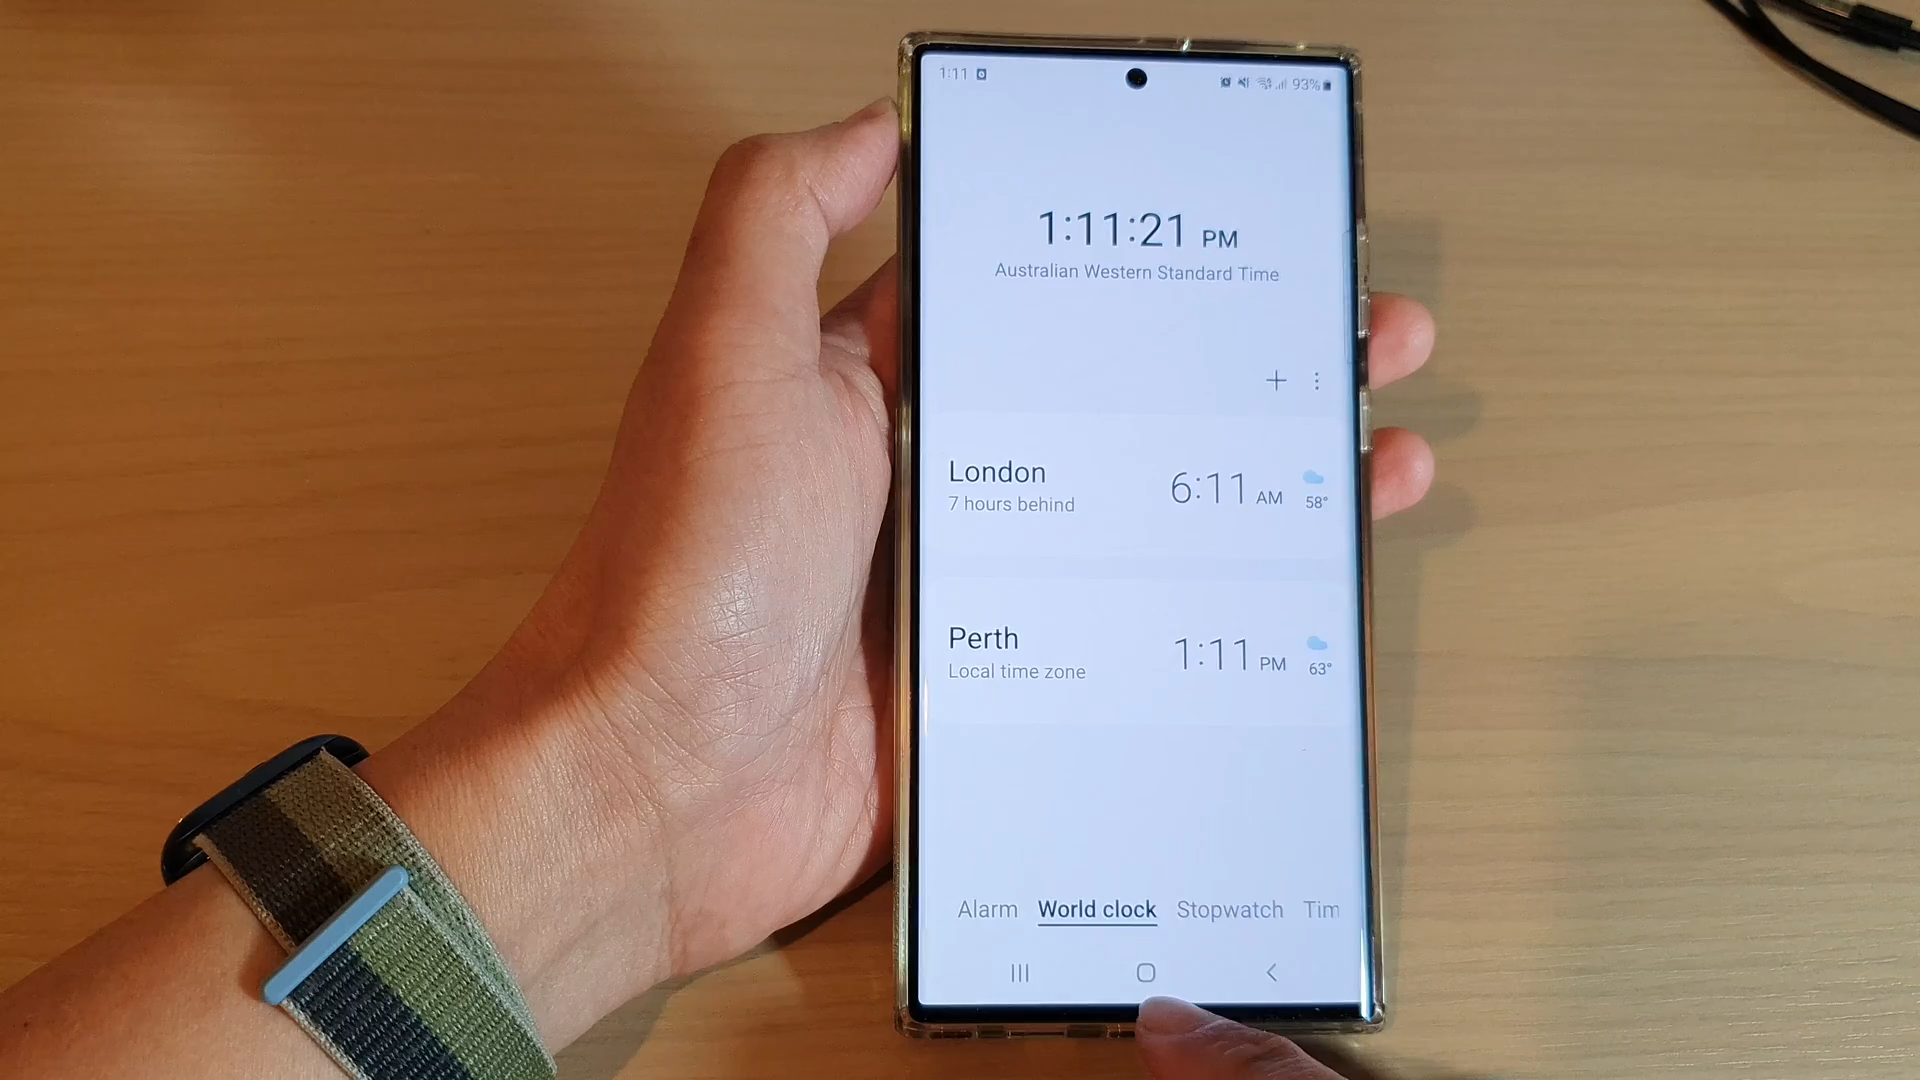 1:11
93%
1:11:21 PM
Australian Western Standard Time
London
7 hours behind
6:11 AM
58°
Perth
Local time zone
1:11 PM
63°
Alarm World clock Stopwatch Tim